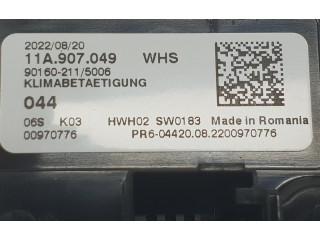 2022/08/20
11A.907.049 WHS
90160-211/5006
KLIMABETAETIGUNG
044
06S K03 HWH02 SW0183 Made in Romania
00970776 PR6-04420.08.2200970776